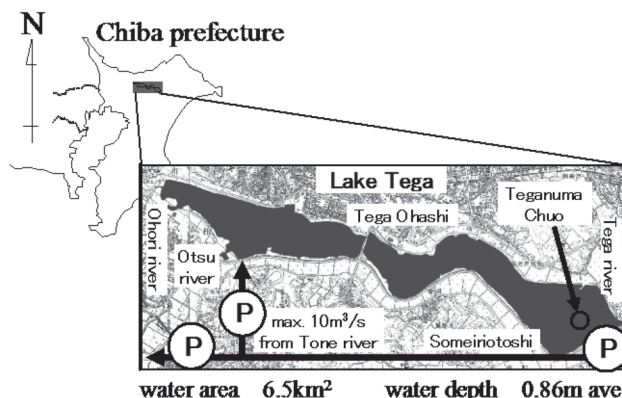 N
Chiba prefecture
Lake Tega
Teganuma
Chuo
Tega Ohashi
Ohori river
Otsu
river
Tega river
P
P
P
max. 10m³/s
from Tone river
Someiriotoshi
water area 6.5km² water depth 0.86m ave